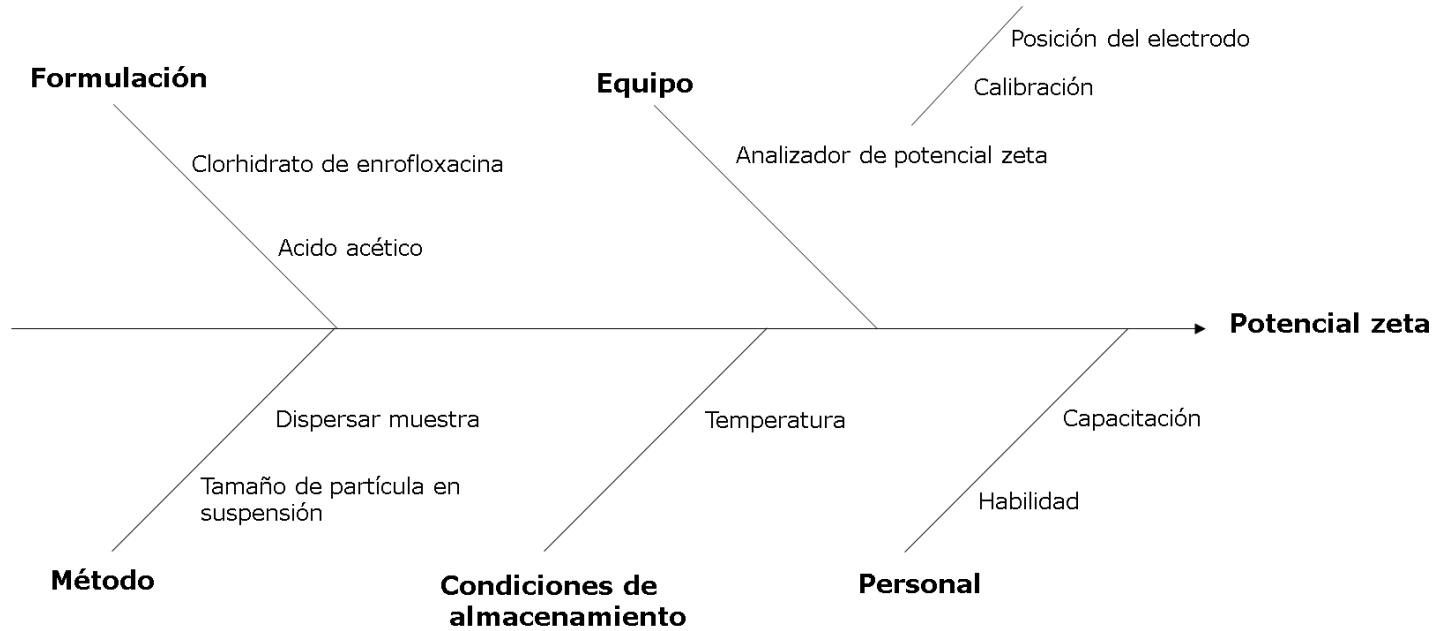 Posición del electrodo
Formulación
Equipo
Calibración
Clorhidrato de enrofloxacina
Analizador de potencial zeta
Acido acético
Potencial zeta
Dispersar muestra
Temperatura
Capacitación
Tamaño de partícula en
suspensión
Habilidad
Método
Condiciones de
almacenamiento
Personal